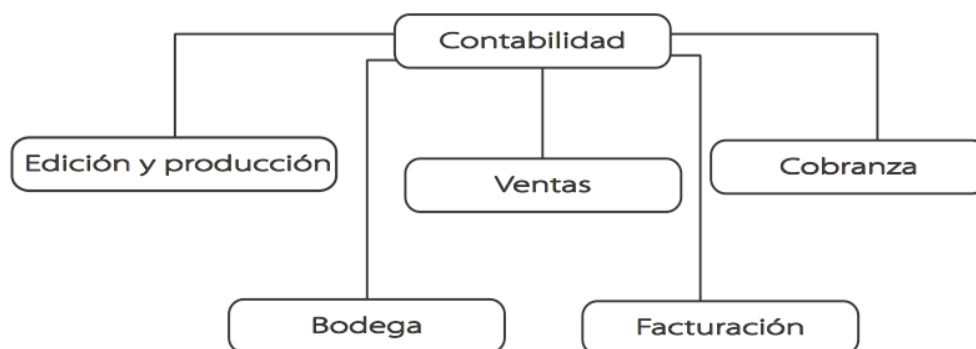 Contabilidad
Edición y producción
Ventas
Cobranza
Bodega
Facturación